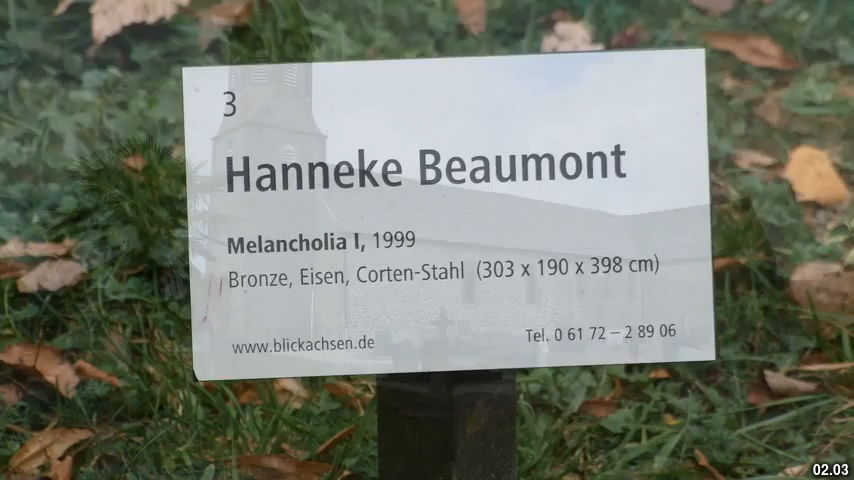 3
Hanneke Beaumont
Melancholia I, 1999
Bronze, Eisen, Corten-Stahl (303 x 190 x 398 cm)
www.blickachsen.de Tel. 0 61 72 – 2 89 06
02.03